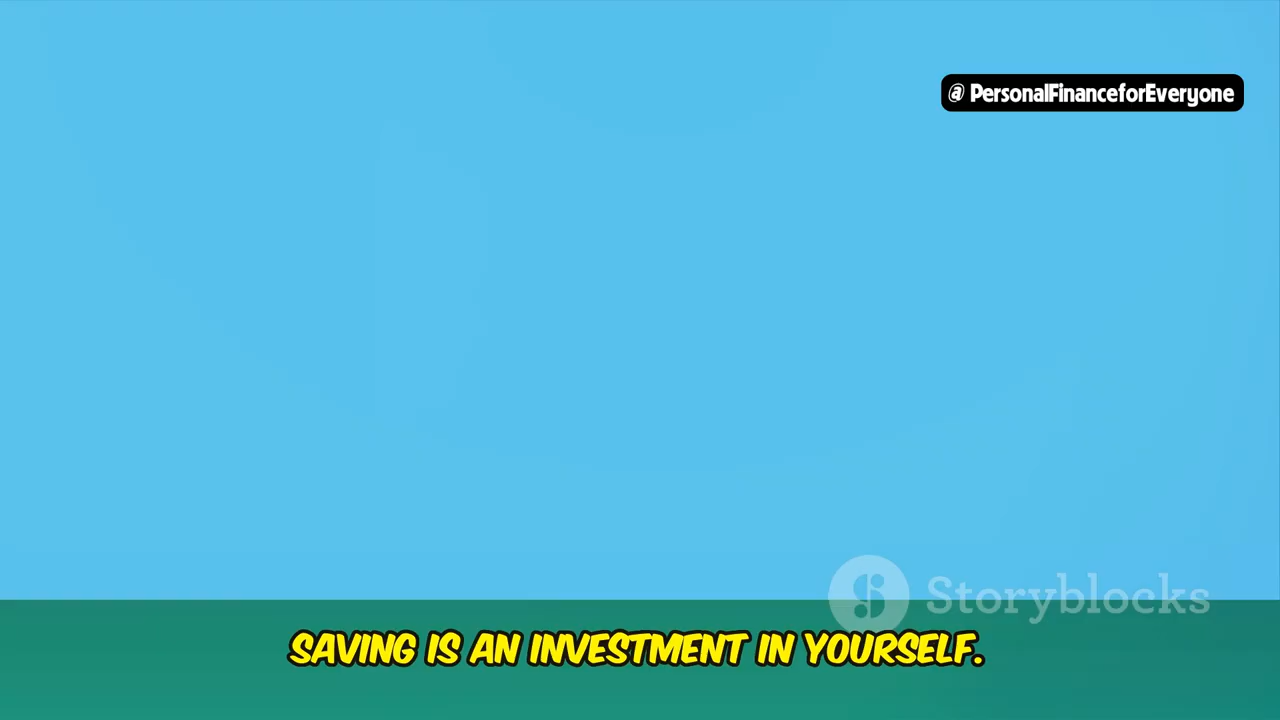 @ PersonalFinanceforEveryone
Storyblocks
SAVING IS AN INVESTMENT IN YOURSELF.